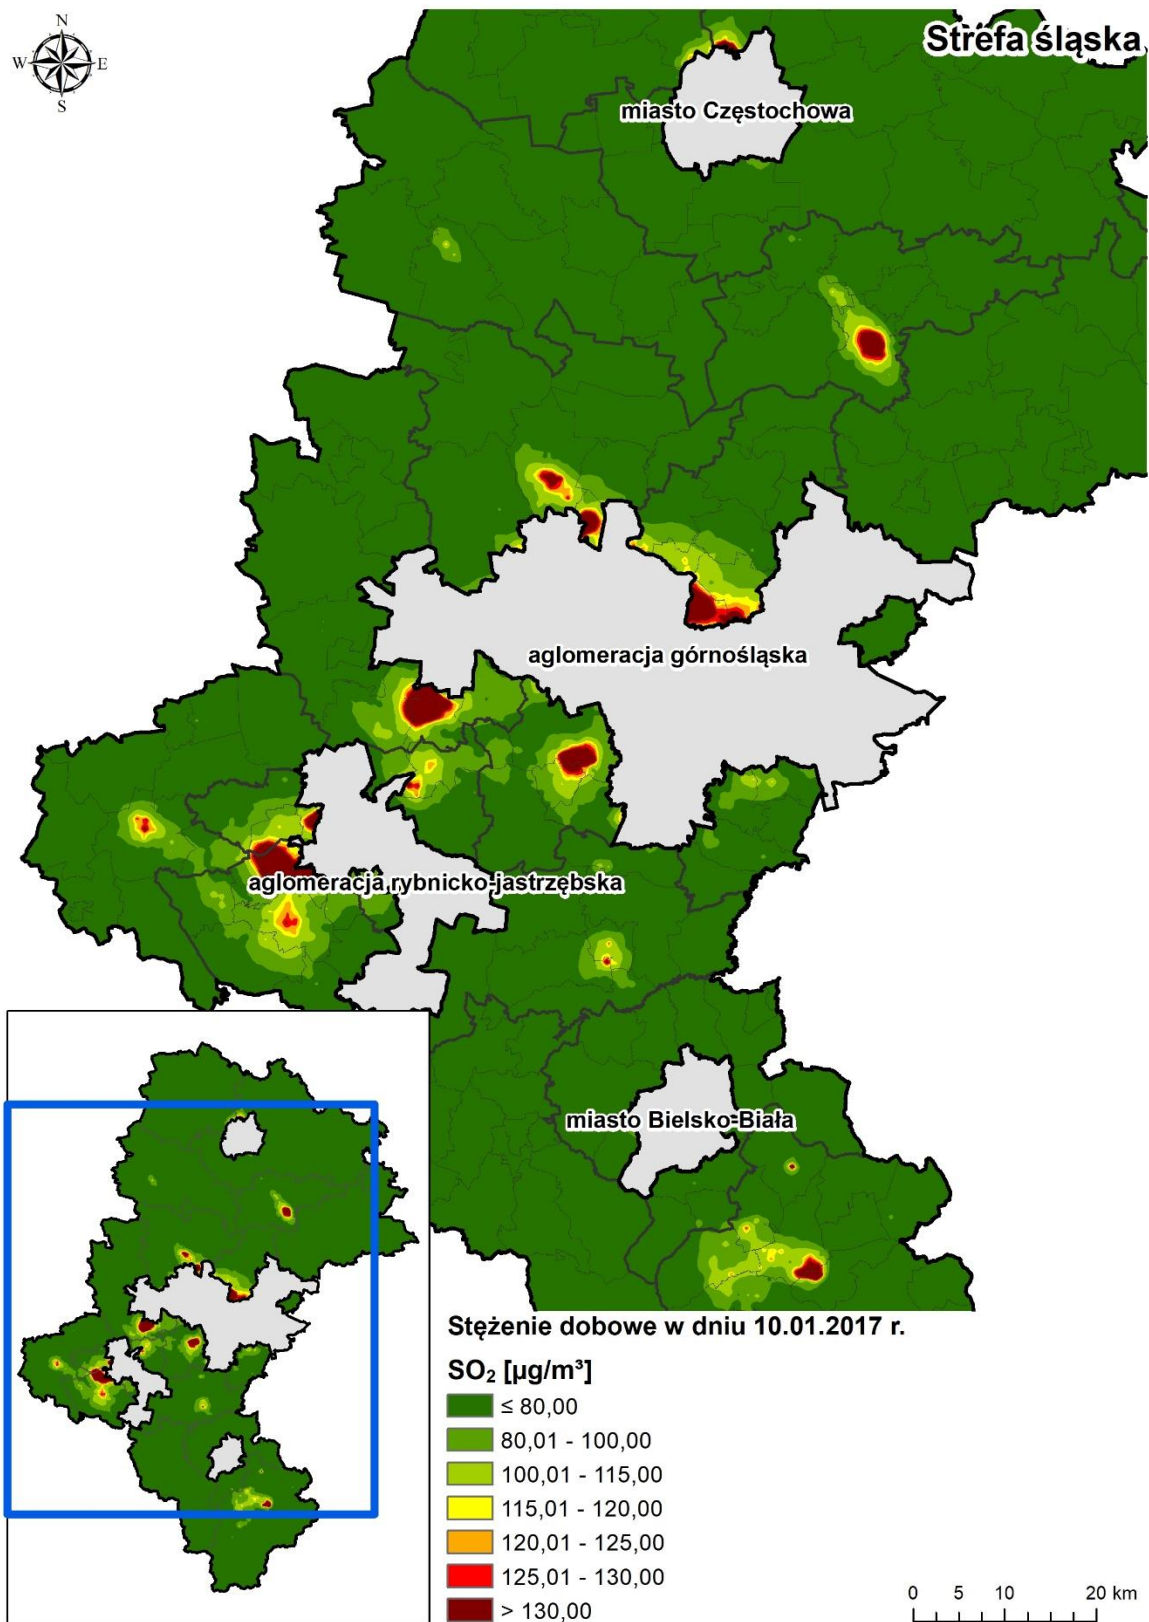 N
W E
S
Strefa śląska
miasto Częstochowa
aglomeracja górnośląska
aglomeracja rybnicko-jastrzębska
miasto Bielsko-Biała
Stężenie dobowe w dniu 10.01.2017 r.
SO₂ [µg/m³]
≤ 80,00
80,01 - 100,00
100,01 - 115,00
115,01 - 120,00
120,01 - 125,00
125,01 - 130,00
> 130,00
0 5 10 20 km